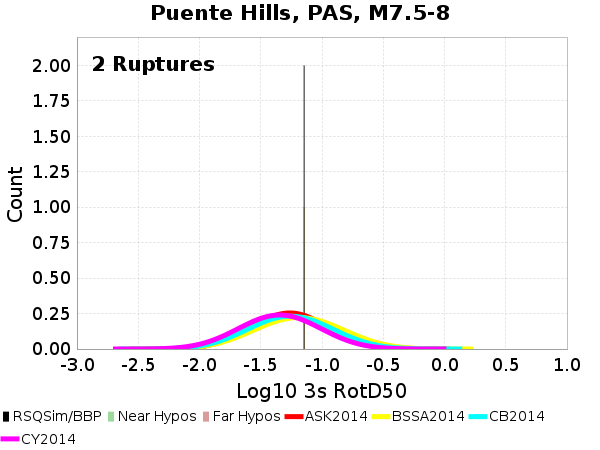 Puente Hills, PAS, M7.5-8
2 Ruptures
2.00
1.75
1.50
1.25
1.00
0.75
0.50
0.25
0.00
Count
-3.0 -2.5 -2.0 -1.5 -1.0 -0.5 0.0 0.5 1.0
Log10 3s RotD50
RSQSim/BBP Near Hypos Far Hypos ASK2014 BSSA2014 CB2014
CY2014